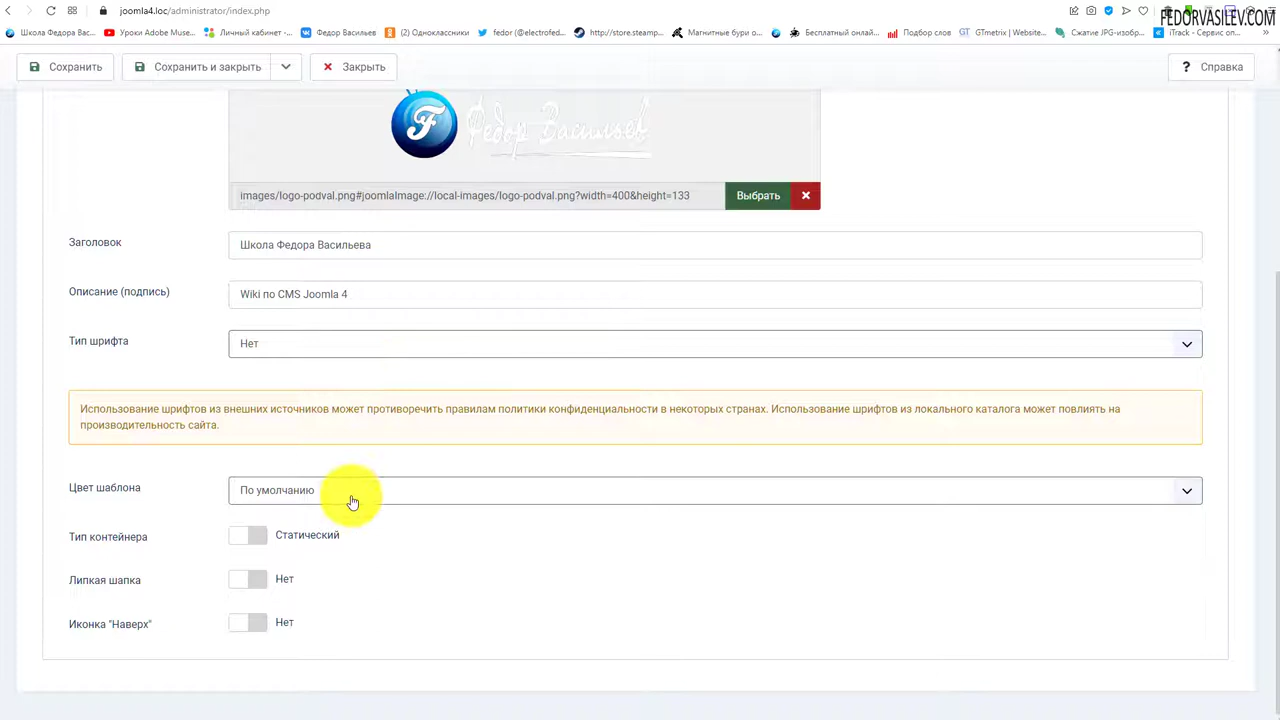 joomla4.loc/administrator/index.php
FEDORVASILEV.COM
Школа Федора Вас...
Уроки Adobe Muse...
Личный кабинет -...
Федор Васильев
(2) Одноклассники
fedor (@electrofed...
http://store.steamp...
Магнитные бури о...
Бесплатный онлай...
Подбор слов
GTmetrix | Website...
Сжатие JPG-изобр...
iTrack - Сервис оп...
Сохранить
Сохранить и закрыть
Закрыть
? Справка
Федор Васильев
images/logo-podval.png#joomlaImage://local-images/logo-podval.png?width=400&height=133
Выбрать
Заголовок
Школа Федора Васильева
Описание (подпись)
Wiki по CMS Joomla 4
Тип шрифта
Нет
Использование шрифтов из внешних источников может противоречить правилам политики конфиденциальности в некоторых странах. Использование шрифтов из локального каталога может повлиять на
производительность сайта.
Цвет шаблона
По умолчанию
Тип контейнера
Статический
Липкая шапка
Нет
Иконка "Наверх"
Нет